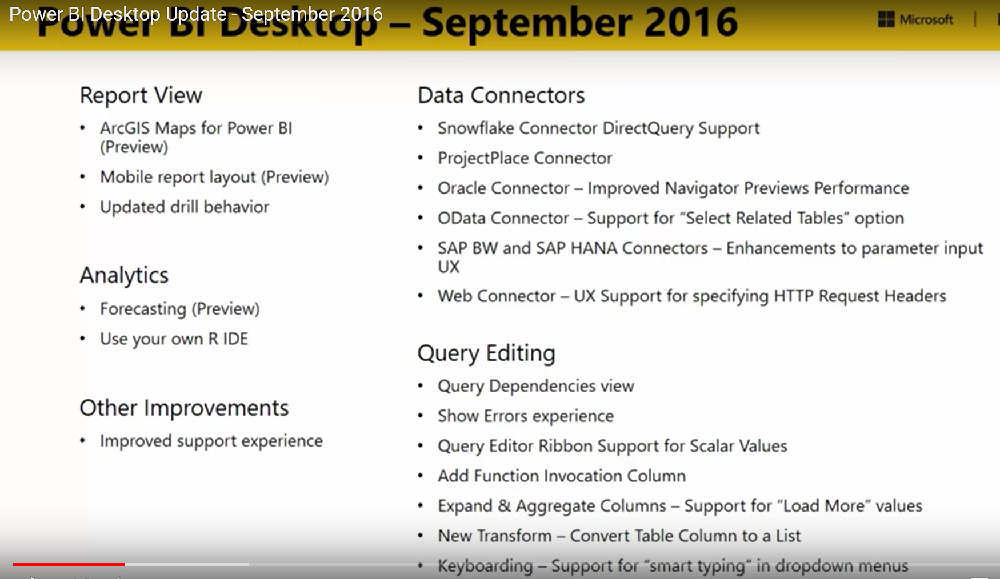 Power BI Desktop Update - September 2016
Power BI Desktop – September 2016
Microsoft
Report View
• ArcGIS Maps for Power BI
(Preview)
• Mobile report layout (Preview)
• Updated drill behavior
Analytics
• Forecasting (Preview)
• Use your own R IDE
Other Improvements
• Improved support experience
Data Connectors
• Snowflake Connector DirectQuery Support
• ProjectPlace Connector
• Oracle Connector – Improved Navigator Previews Performance
• OData Connector – Support for “Select Related Tables” option
• SAP BW and SAP HANA Connectors – Enhancements to parameter input
UX
• Web Connector – UX Support for specifying HTTP Request Headers
Query Editing
• Query Dependencies view
• Show Errors experience
• Query Editor Ribbon Support for Scalar Values
• Add Function Invocation Column
• Expand & Aggregate Columns – Support for “Load More” values
• New Transform – Convert Table Column to a List
• Keyboarding – Support for “smart typing” in dropdown menus